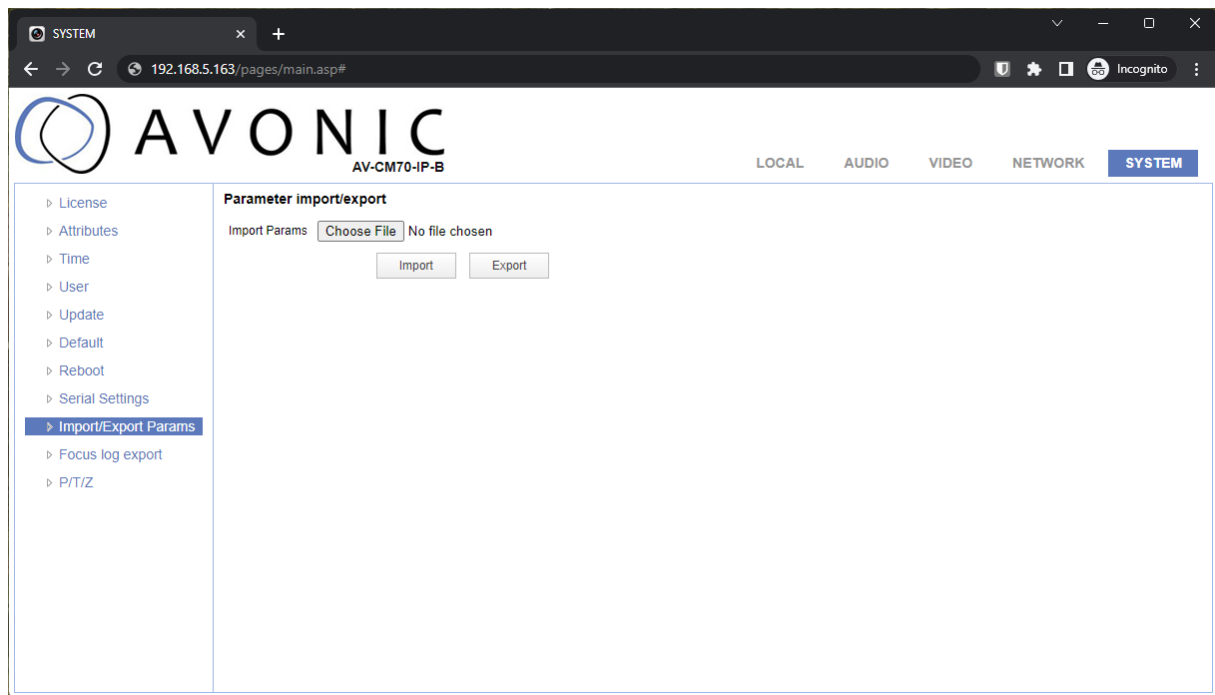 SYSTEM
192.168.5.163/pages/main.asp#
Incognito
AVONIC
AV-CM70-IP-B
LOCAL AUDIO VIDEO NETWORK SYSTEM
License
Attributes
Time
User
Update
Default
Reboot
Serial Settings
Import/Export Params
Focus log export
P/T/Z
Parameter import/export
Import Params Choose File No file chosen
Import Export